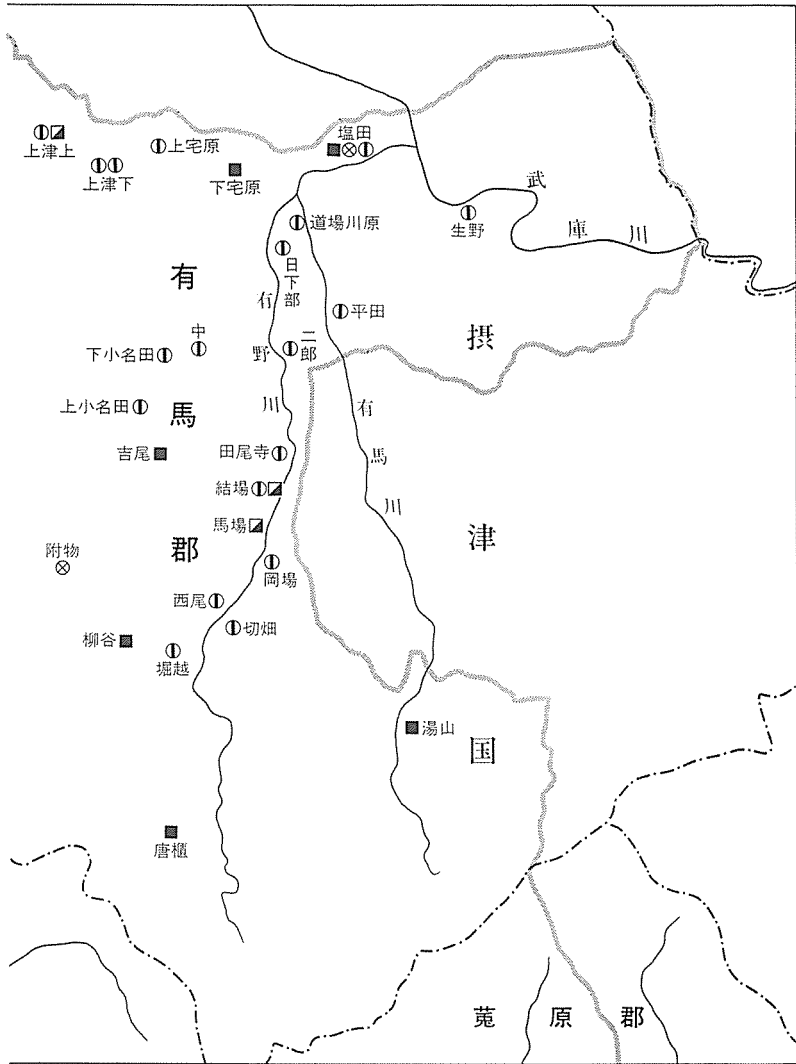 塩田
上津上
上宅原
上津下
下宅原
武庫川
生野
道場川原
日下部
有馬郡
有野川
平田
摂津国
中
二郎
下小名田
上小名田
有馬川
吉尾
田尾寺
結場
馬場
附物
岡場
西尾
切畑
柳谷
堀越
湯山
唐櫃
菟原郡